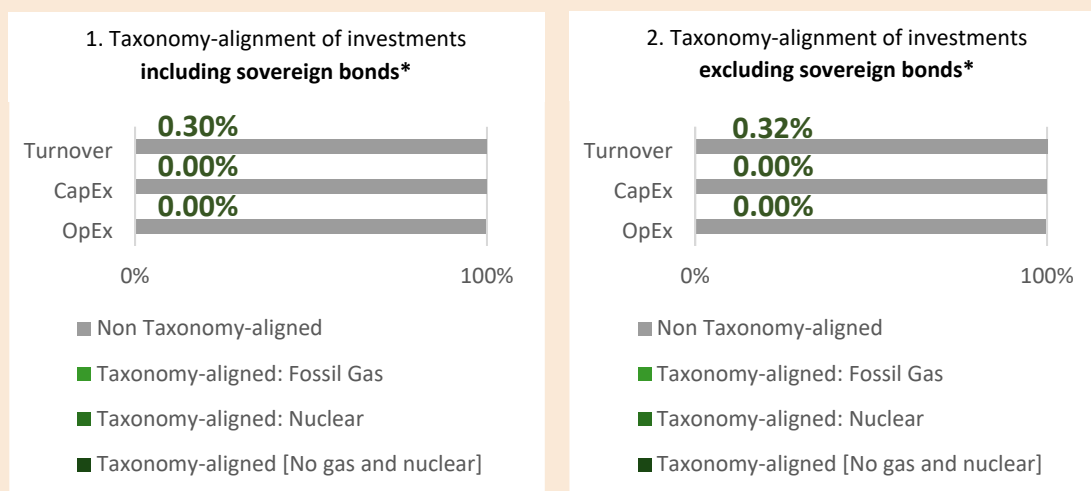 1. Taxonomy-alignment of investments
including sovereign bonds*
0.30%
Turnover
0.00%
CapEx
0.00%
OpEx
0%
100%
Non Taxonomy-aligned
Taxonomy-aligned: Fossil Gas
Taxonomy-aligned: Nuclear
Taxonomy-aligned [No gas and nuclear]
2. Taxonomy-alignment of investments
excluding sovereign bonds*
0.32%
Turnover
0.00%
CapEx
0.00%
OpEx
0%
100%
Non Taxonomy-aligned
Taxonomy-aligned: Fossil Gas
Taxonomy-aligned: Nuclear
Taxonomy-aligned [No gas and nuclear]